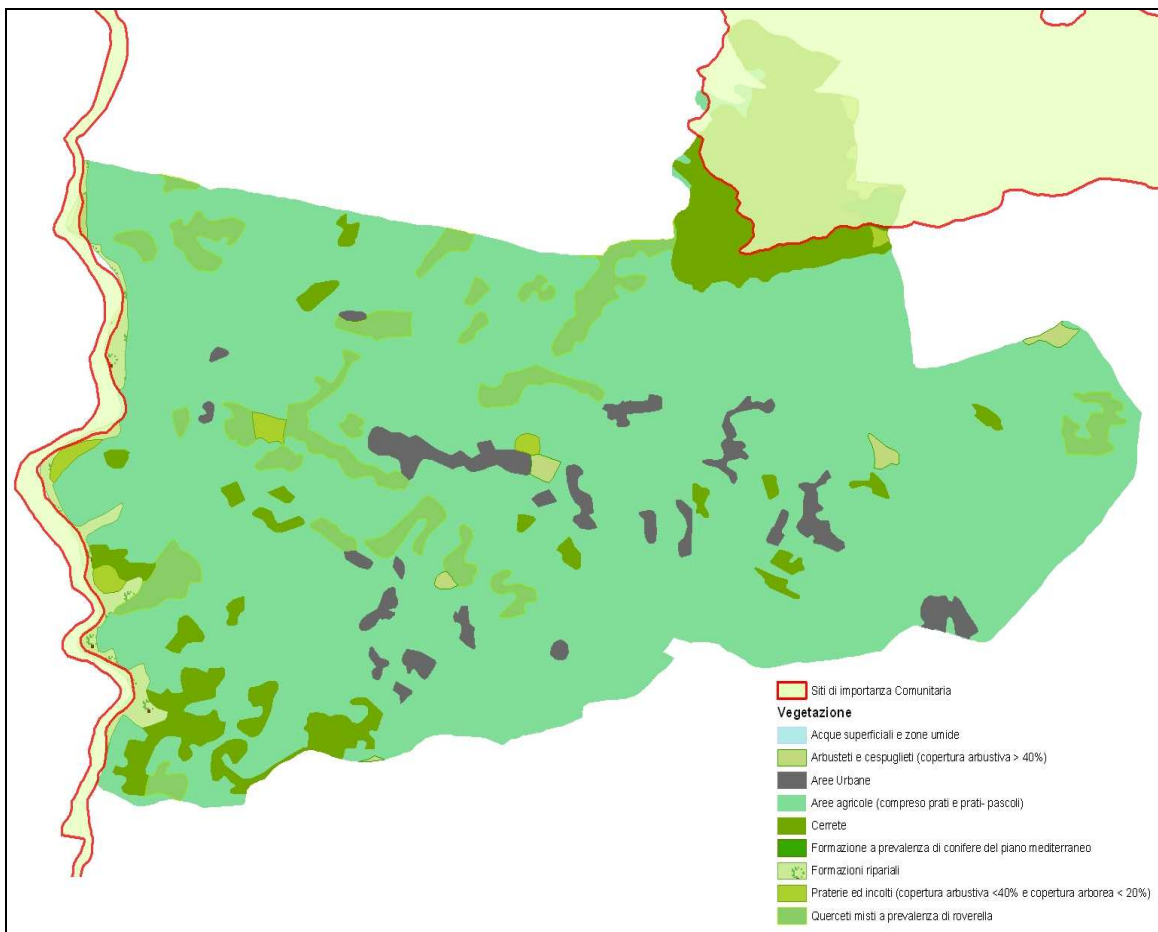 Siti di importanza Comunitaria
Vegetazione
Acque superficiali e zone umide
Arbusteti e cespuglieti (copertura arbustiva > 40%)
Aree Urbane
Aree agricole (compreso prati e prati- pascoli)
Cerrete
Formazione a prevalenza di conifere del piano mediterraneo
Formazioni ripariali
Praterie ed incolti (copertura arbustiva <40% e copertura arborea < 20%)
Querceti misti a prevalenza di roverella